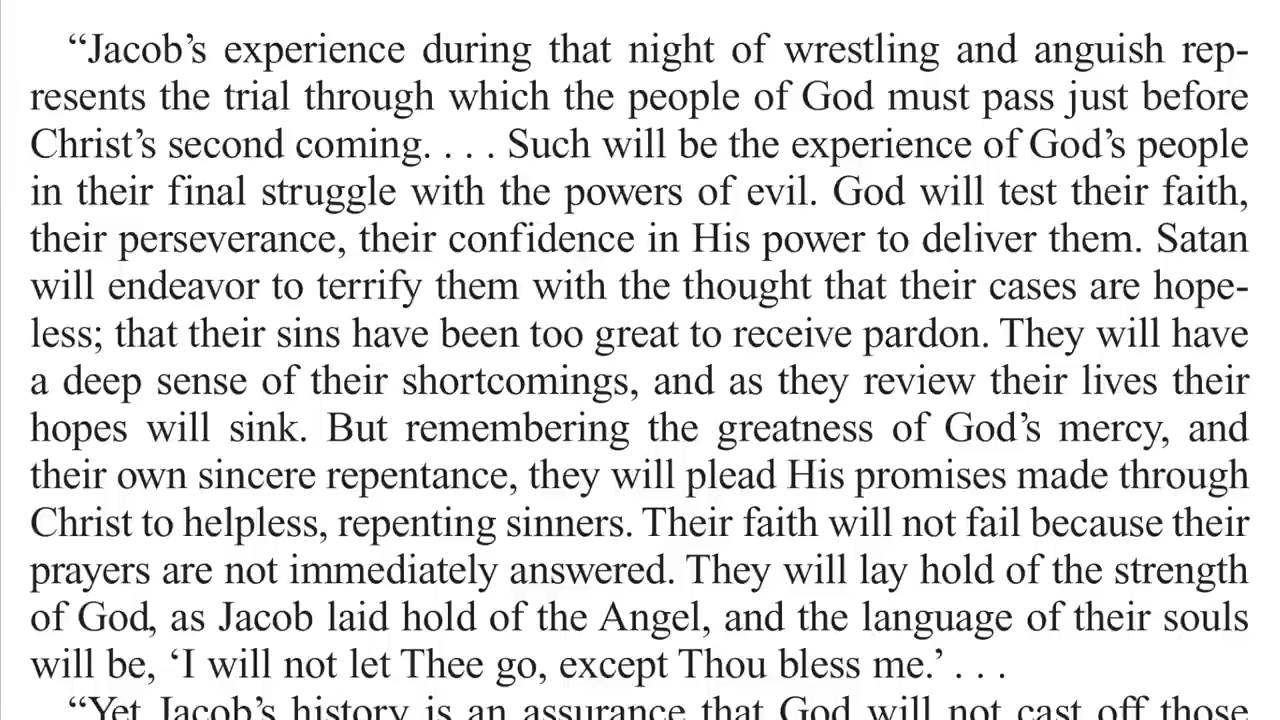 “Jacob’s experience during that night of wrestling and anguish rep-
resents the trial through which the people of God must pass just before
Christ’s second coming. . . . Such will be the experience of God’s people
in their final struggle with the powers of evil. God will test their faith,
their perseverance, their confidence in His power to deliver them. Satan
will endeavor to terrify them with the thought that their cases are hope-
less; that their sins have been too great to receive pardon. They will have
a deep sense of their shortcomings, and as they review their lives their
hopes will sink. But remembering the greatness of God’s mercy, and
their own sincere repentance, they will plead His promises made through
Christ to helpless, repenting sinners. Their faith will not fail because their
prayers are not immediately answered. They will lay hold of the strength
of God, as Jacob laid hold of the Angel, and the language of their souls
will be, ‘I will not let Thee go, except Thou bless me.’ . . .
“Yet Jacob’s history is an assurance that God will not cast off those